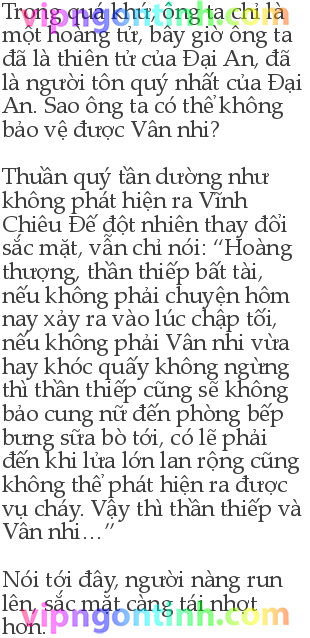 Trong quá khứ, ông ta chỉ là
vipngontinh.com
một hoàng tử, bây giờ ông ta
đã là thiên tử của Đại An, đã
là người tôn quý nhất của Đại
An. Sao ông ta có thể không
bảo vệ được Vân nhi?
Thuần quý tần dường như
không phát hiện ra Vĩnh
Chiêu Đế đột nhiên thay đổi
sắc mặt, vẫn chỉ nói: “Hoàng
thượng, thần thiếp bất tài,
nếu không phải chuyện hôm
nay xảy ra vào lúc chập tối,
nếu không phải Vân nhi vừa
hay khóc quấy không ngừng
thì thần thiếp cũng sẽ không
bảo cung nữ đến phòng bếp
bưng sữa bò tới, có lẽ phải
đến khi lửa lớn lan rộng cũng
không thể phát hiện ra được
vụ cháy. Vậy thì thần thiếp và
Vân nhi…”
Nói tới đây, người nàng run
lên, sắc mặt càng tái nhợt
vipngontinh.com
hơn.